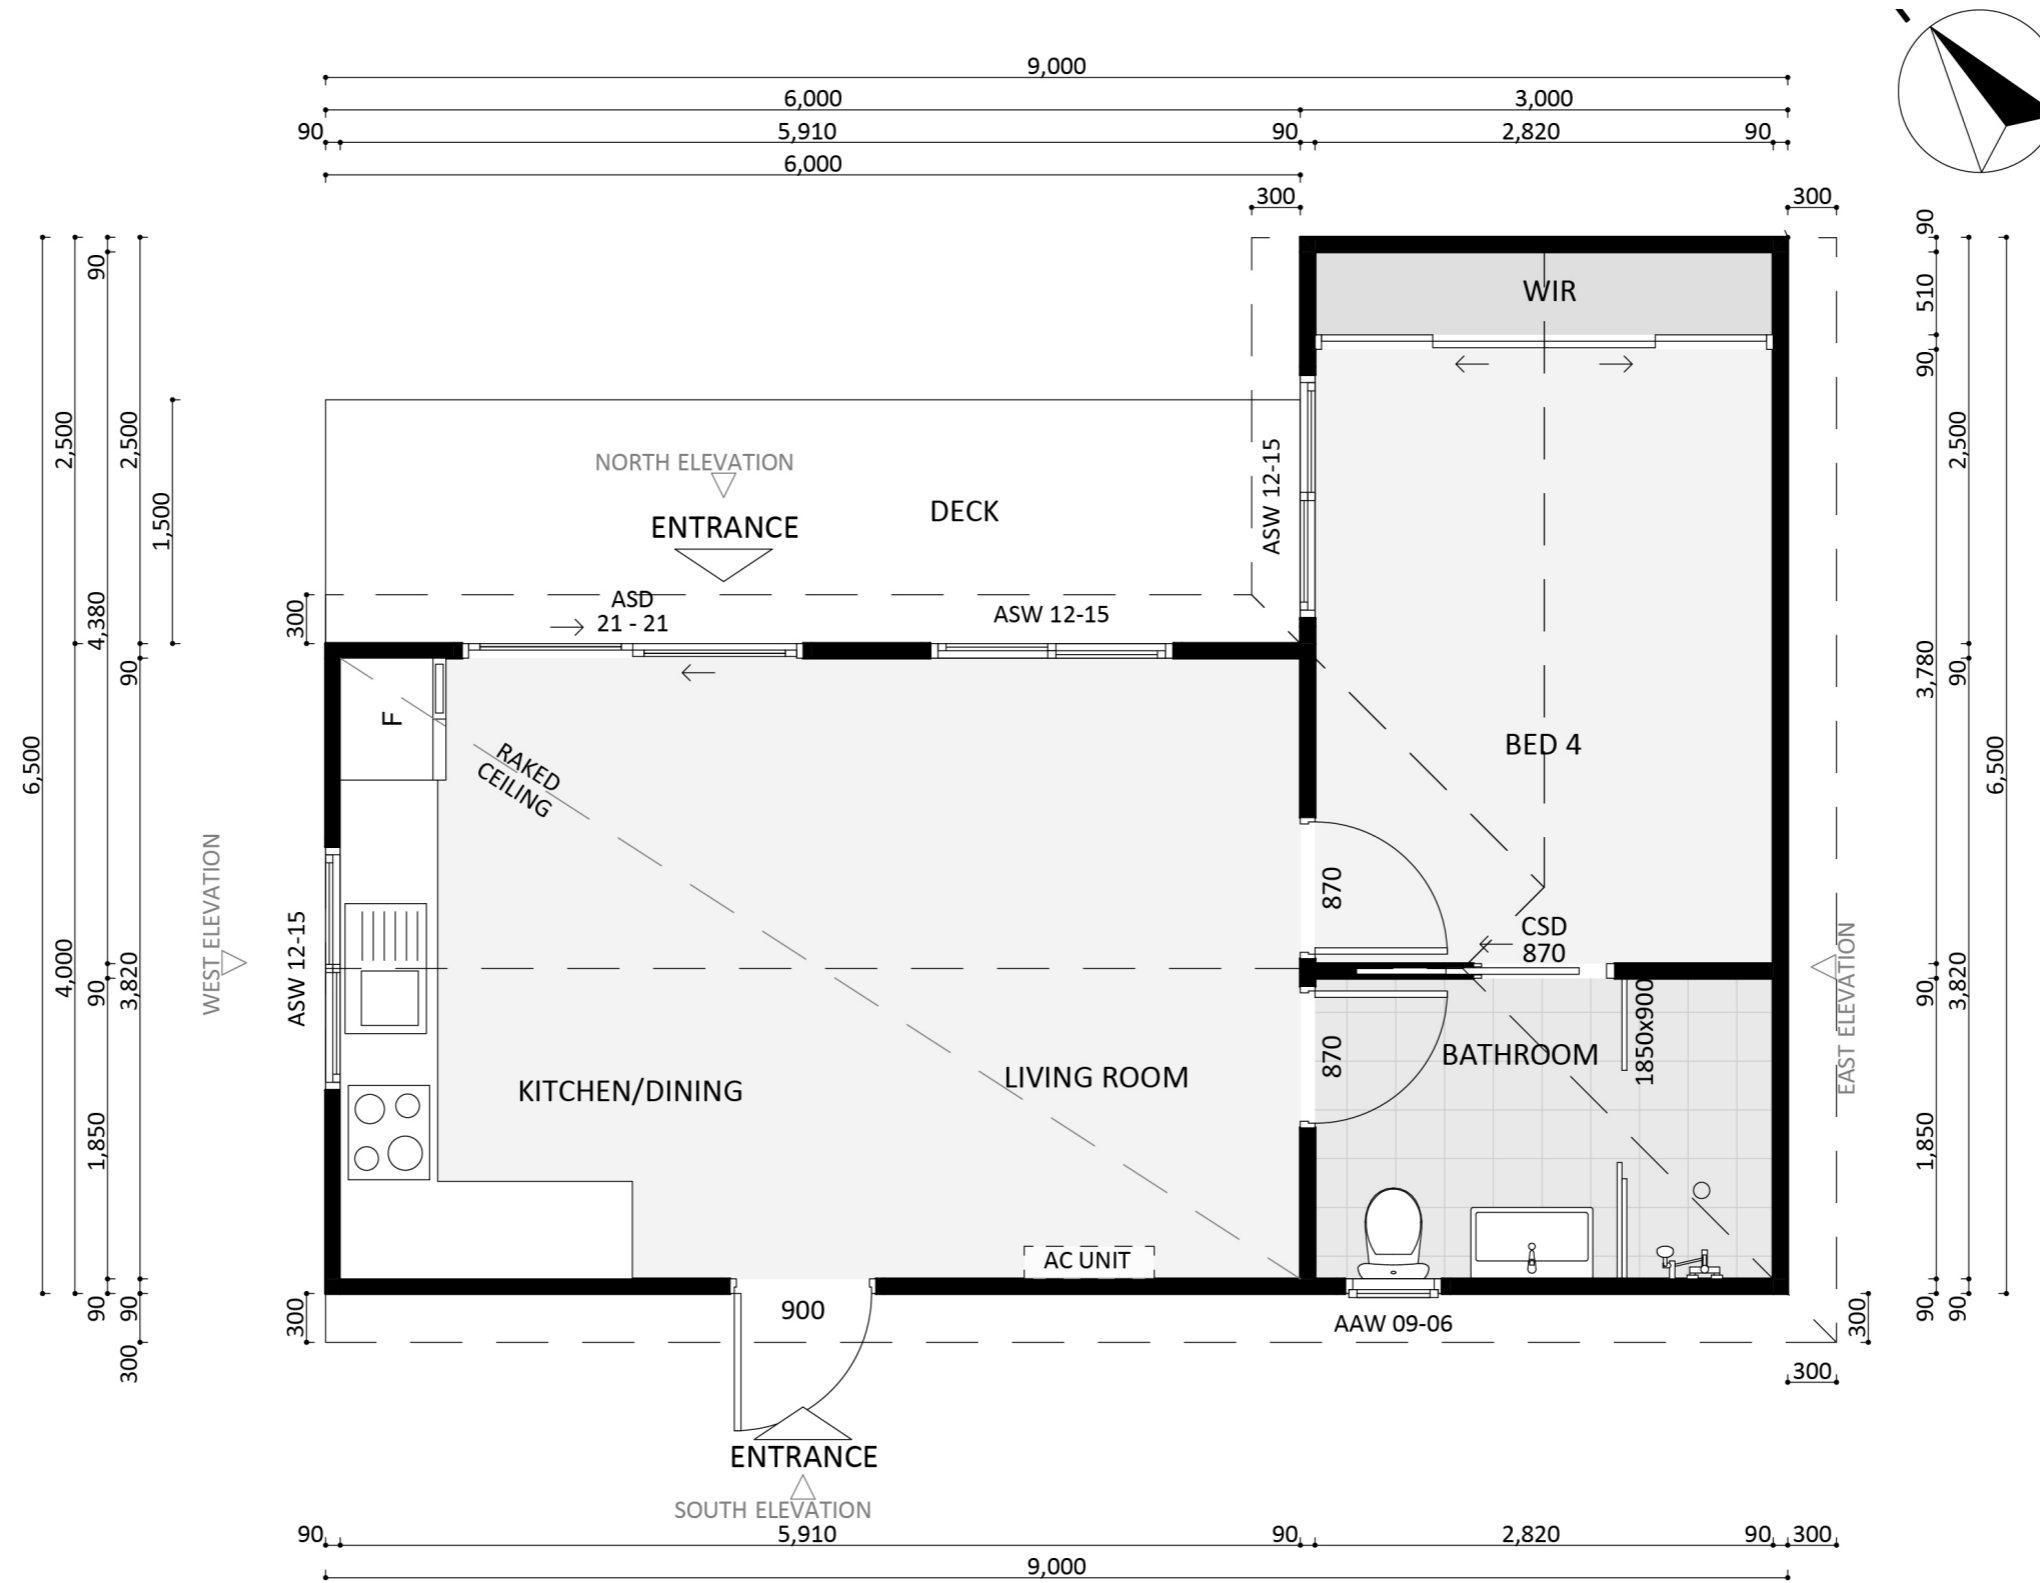 9,000
6,000 3,000
90 5,910 90 2,820 90
6,000
300 300
90
90
WIR
510
90
2,500
2,500
2,500
1,500
NORTH ELEVATION
DECK
ENTRANCE
ASW 12-15
300
ASD
21 - 21
ASW 12-15
4,380
90
3,780
90
F
RAKED
CEILING
BED 4
6,500
6,500
WEST ELEVATION
ASW 12-15
870
CSD
870
EAST ELEVATION
4,000
90
3,820
90
3,820
870
BATHROOM
1850x900
KITCHEN/DINING
LIVING ROOM
1,850
1,850
AC UNIT
90
90
300
300
900
AAW 09-06
300
90
90
300
ENTRANCE
SOUTH ELEVATION
90 5,910 90 2,820 90 300
9,000